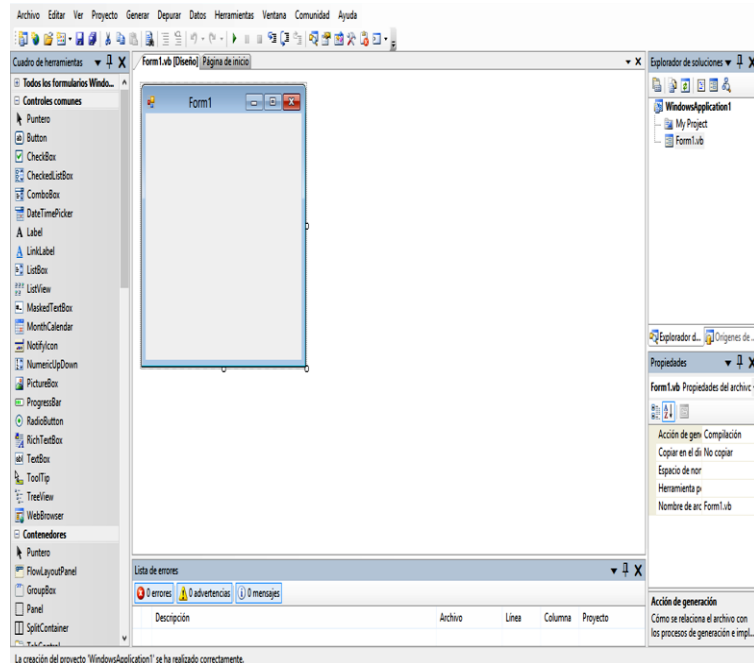 Archivo Editar Ver Proyecto Generar Depurar Datos Herramientas Ventana Comunidad Ayuda
Cuadro de herramientas
Todos los formularios Windo...
Controles comunes
Puntero
Button
CheckBox
CheckedListBox
ComboBox
DateTimePicker
Label
LinkLabel
ListBox
ListView
MaskedTextBox
MonthCalendar
NotifyIcon
NumericUpDown
PictureBox
ProgressBar
RadioButton
RichTextBox
TextBox
ToolTip
TreeView
WebBrowser
Contenedores
Puntero
FlowLayoutPanel
GroupBox
Panel
SplitContainer
TabControl
Form1.vb [Diseño] Página de inicio
Form1
Lista de errores
0 errores 0 advertencias 0 mensajes
Descripción Archivo Línea Columna Proyecto
Explorador de soluciones
WindowsApplication1
My Project
Form1.vb
Explorador d... Orígenes de ...
Propiedades
Form1.vb Propiedades del archivo
Acción de gen Compilación
Copiar en el di No copiar
Espacio de nor
Herramienta p
Nombre de arc Form1.vb
Acción de generación
Cómo se relaciona el archivo con
los procesos de generación e impl...
La creación del proyecto 'WindowsApplication1' se ha realizado correctamente.